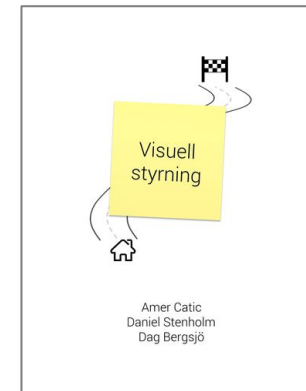 Visuell
styrning
Amer Catic
Daniel Stenholm
Dag Bergsjö